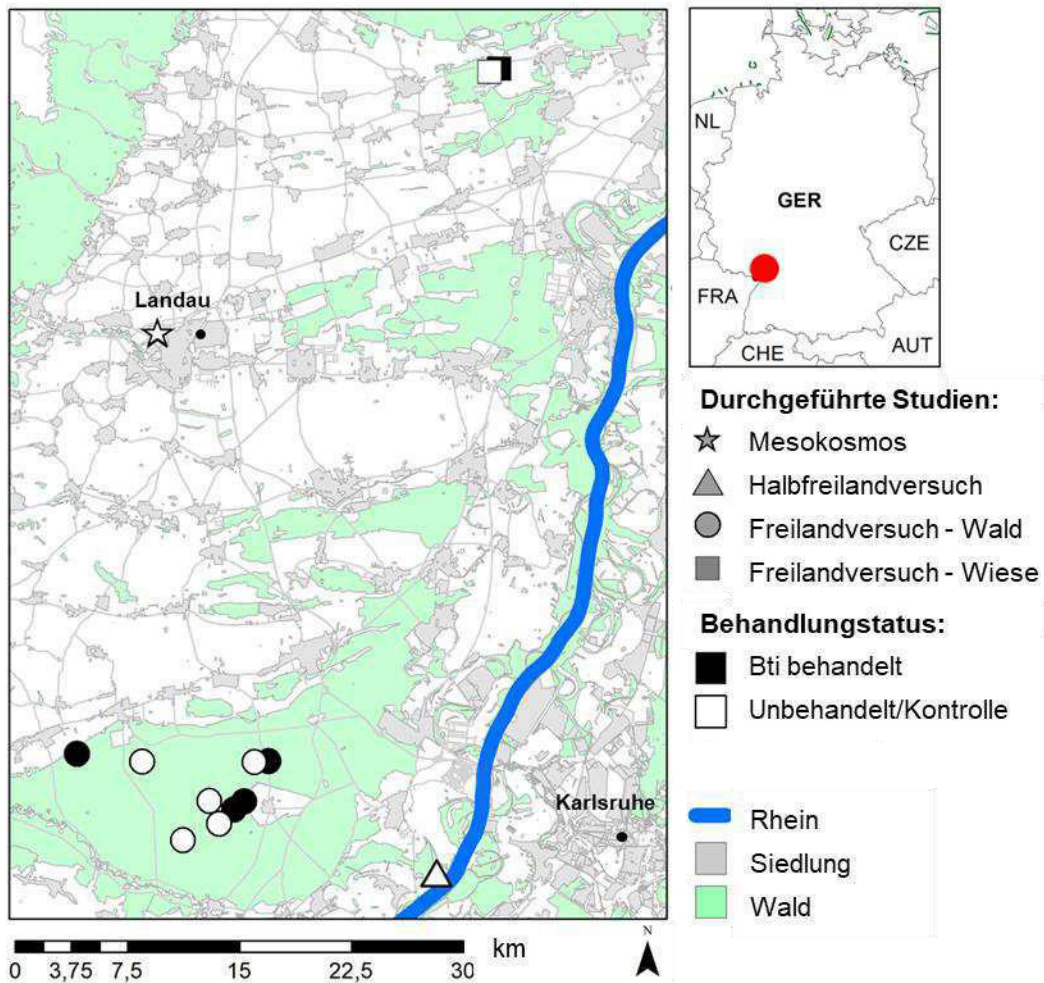 Landau
Karlsruhe
NL
GER
CZE
FRA
CHE
AUT
Durchgeführte Studien:
Mesokosmos
Halbfreilandversuch
Freilandversuch - Wald
Freilandversuch - Wiese
Behandlungstatus:
Bti behandelt
Unbehandelt/Kontrolle
Rhein
Siedlung
Wald
km
0 3,75 7,5 15 22,5 30
N